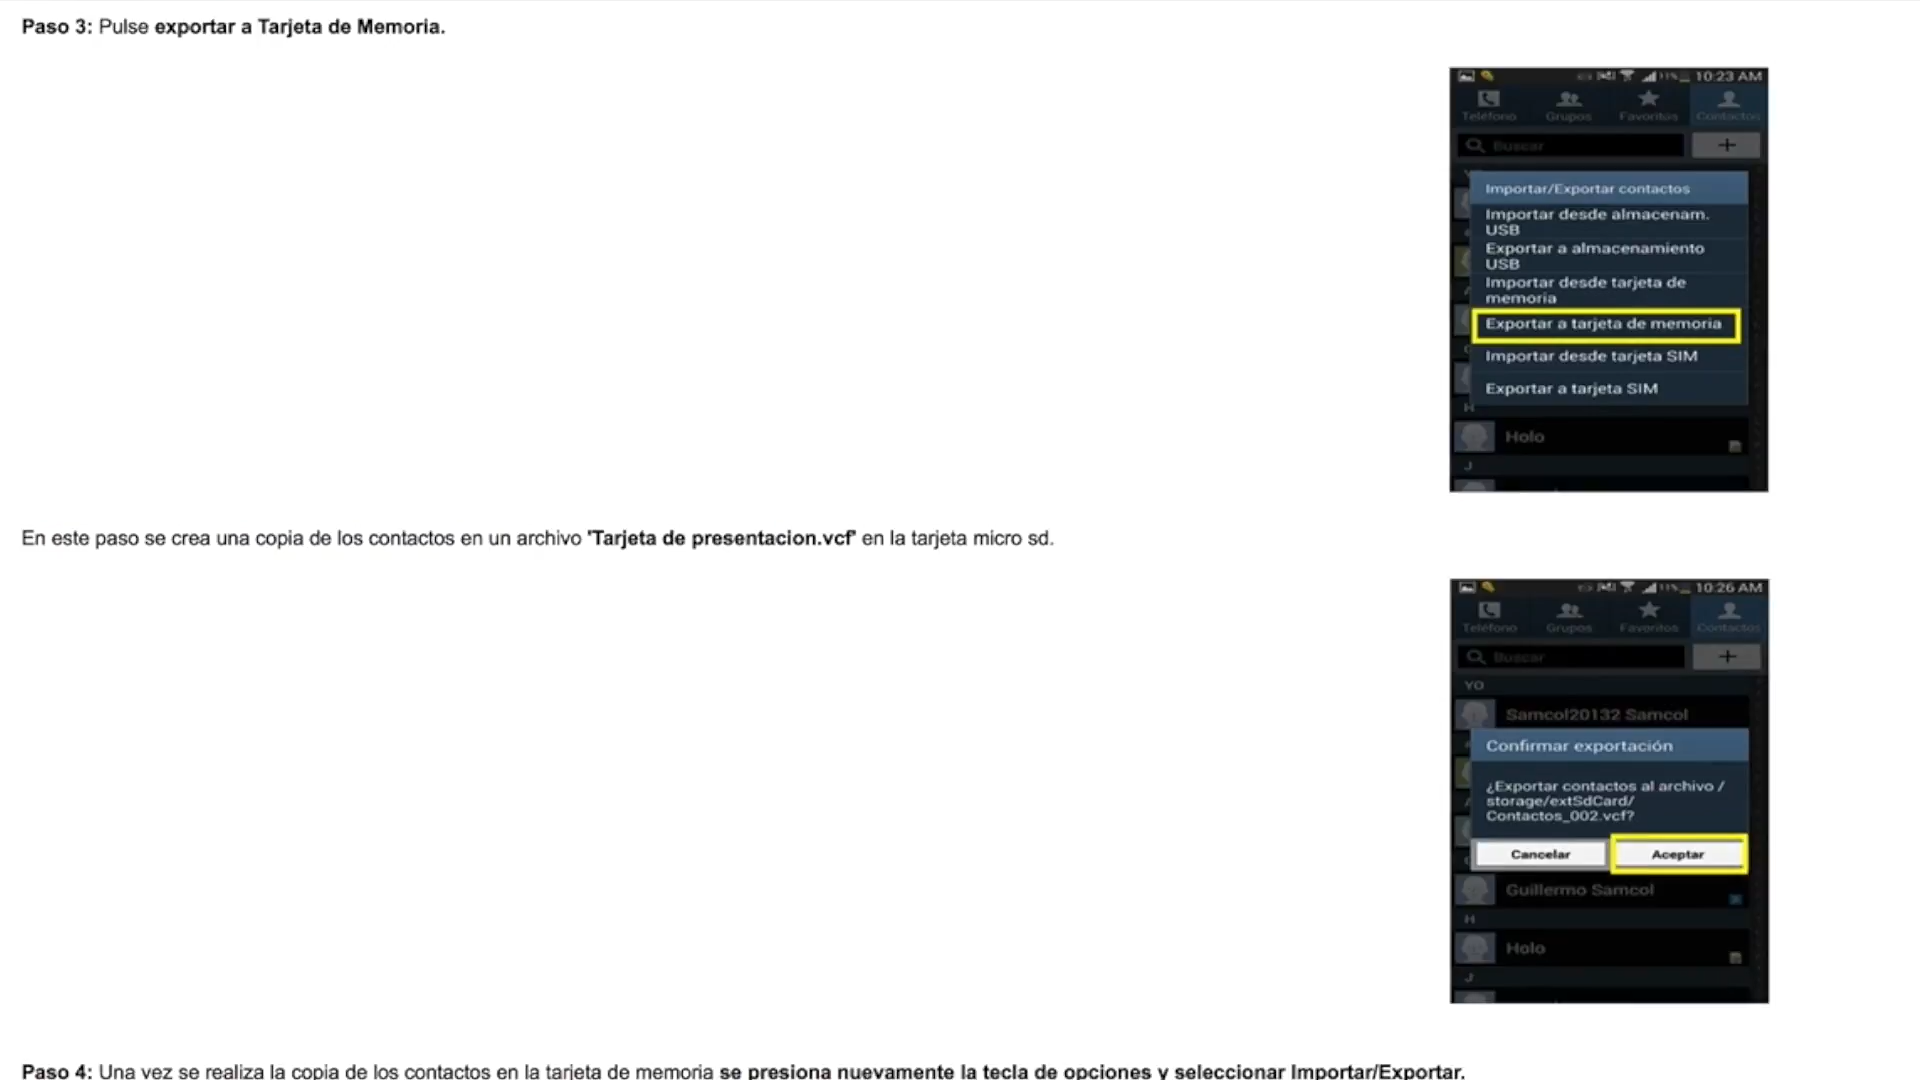 Paso 3: Pulse exportar a Tarjeta de Memoria.
10:23 AM
Teléfono Grupos Favoritos Contactos
Buscar +
Importar/Exportar contactos
Importar desde almacenam.
USB
Exportar a almacenamiento
USB
Importar desde tarjeta de
memoria
Exportar a tarjeta de memoria
Importar desde tarjeta SIM
Exportar a tarjeta SIM
H
Holo
J
En este paso se crea una copia de los contactos en un archivo "Tarjeta de presentacion.vcf" en la tarjeta micro sd.
10:26 AM
Teléfono Grupos Favoritos Contactos
Buscar +
YO
Samcol20132 Samcol
Confirmar exportación
¿Exportar contactos al archivo /
storage/extSdCard/
Contactos_002.vcf?
Cancelar Aceptar
Guillermo Samcol
H
Holo
J
Paso 4: Una vez se realiza la copia de los contactos en la tarjeta de memoria se presiona nuevamente la tecla de opciones y seleccionar Importar/Exportar.